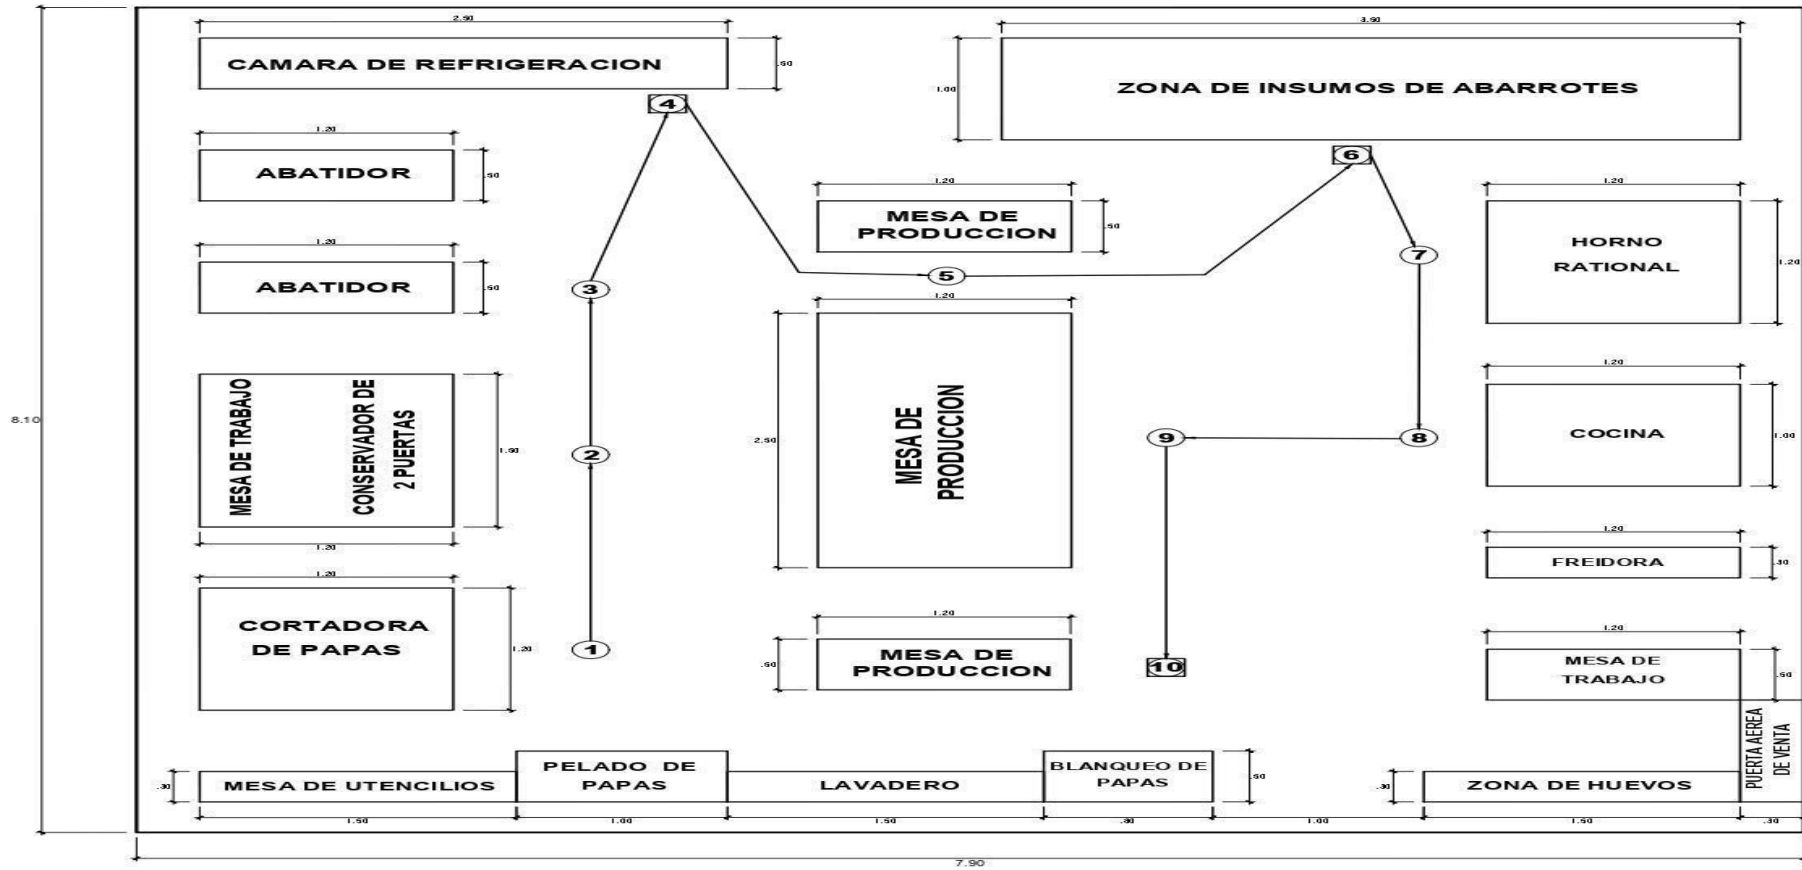 2.50
3.50
CAMARA DE REFRIGERACION
.50
1.00
ZONA DE INSUMOS DE ABARROTES
4
1.20
ABATIDOR
.50
6
1.20
MESA DE
PRODUCCION
.50
1.20
HORNO
RATIONAL
1.20
7
1.20
ABATIDOR
.50
3
5
1.20
8.10
MESA DE TRABAJO
CONSERVADOR DE
2 PUERTAS
1.50
1.20
2
2.50
MESA DE
PRODUCCION
9
8
1.20
COCINA
1.00
1.20
FREIDORA
.30
1.20
CORTADORA
DE PAPAS
1.20
1
1.20
.50
MESA DE
PRODUCCION
10
1.20
MESA DE
TRABAJO
.50
PUERTA AEREA
DE VENTA
.30
MESA DE UTENCILIOS
PELADO DE
PAPAS
LAVADERO
BLANQUEO DE
PAPAS
.50
.30
ZONA DE HUEVOS
1.50
1.00
1.50
.80
1.00
1.50
.30
7.90